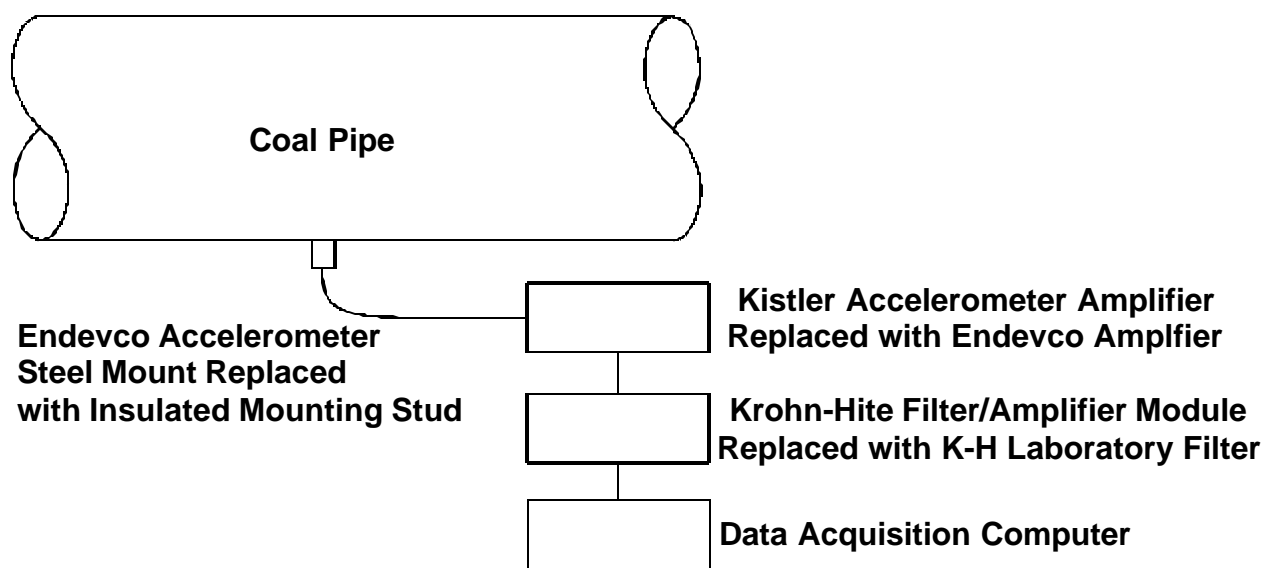 Coal Pipe
Endevco Accelerometer
Steel Mount Replaced
with Insulated Mounting Stud
Kistler Accelerometer Amplifier
Replaced with Endevco Amplfier
Krohn-Hite Filter/Amplifier Module
Replaced with K-H Laboratory Filter
Data Acquisition Computer